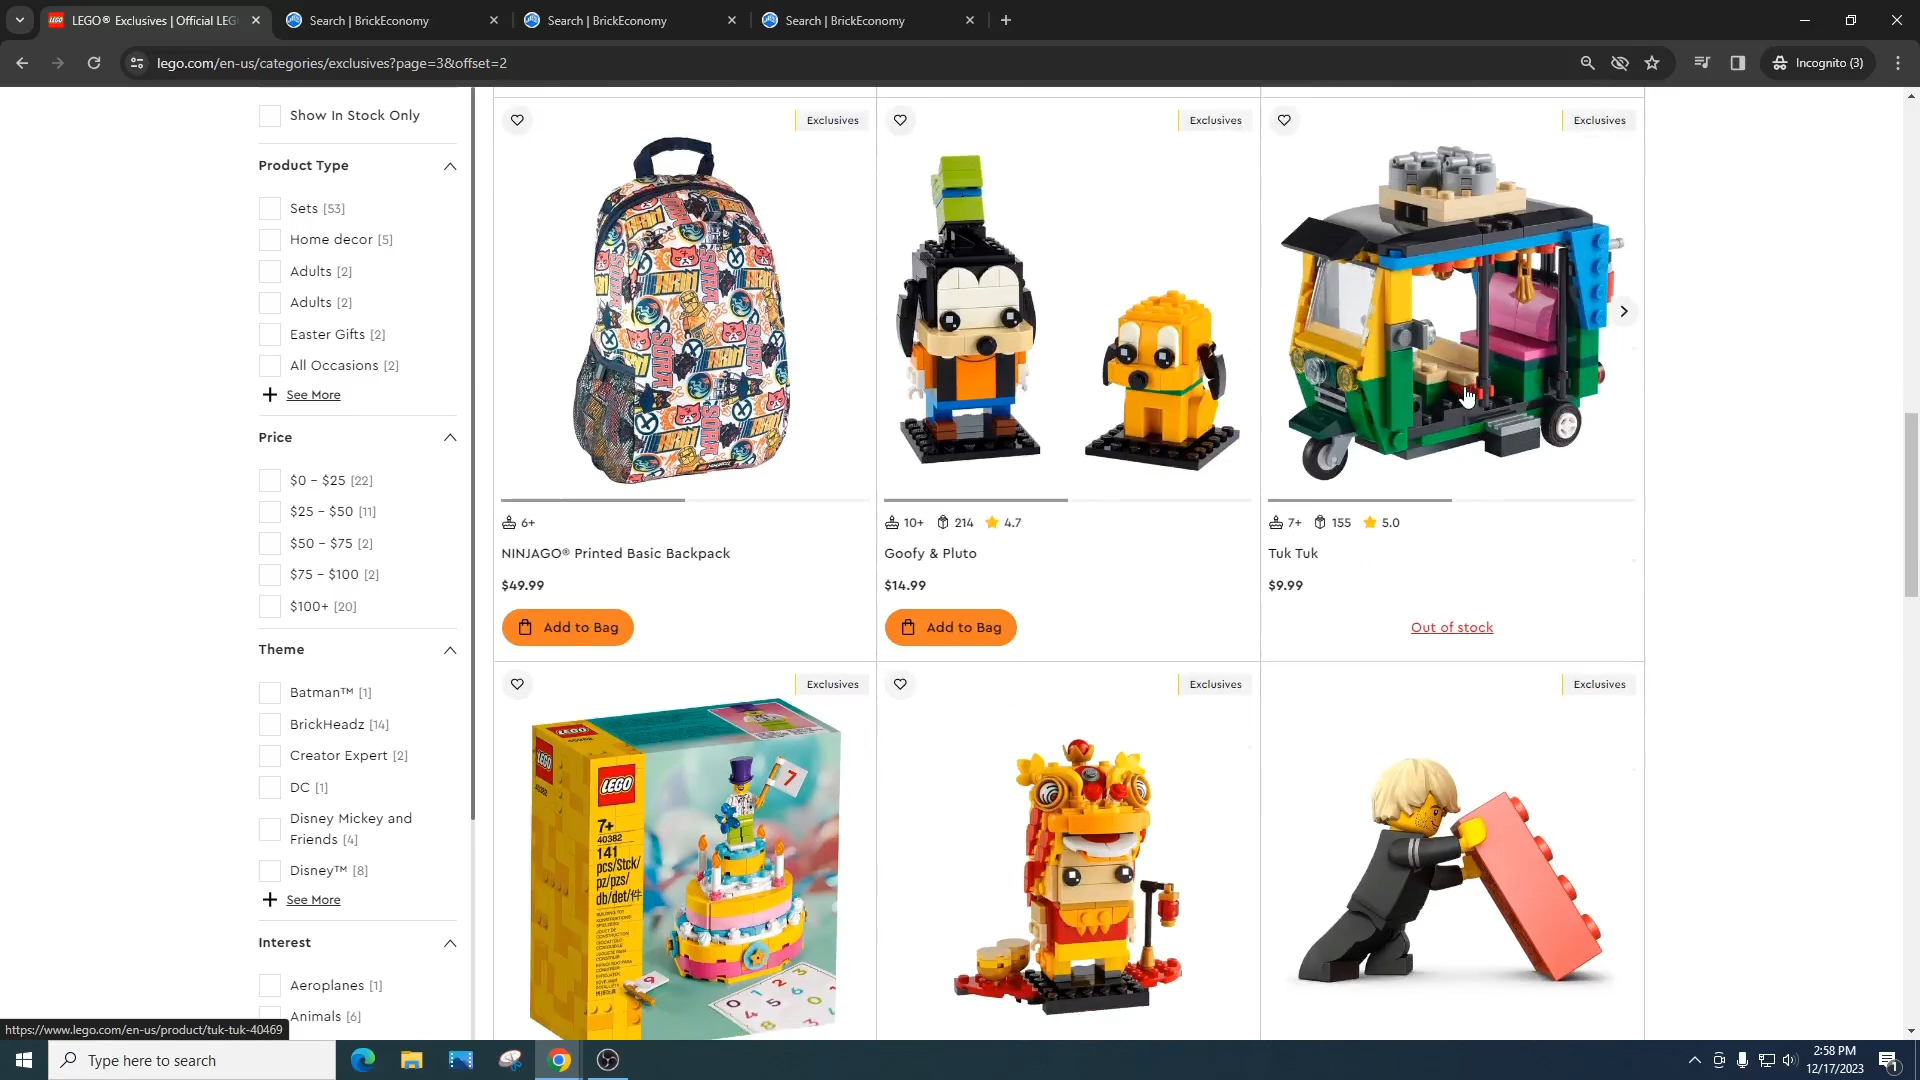 LEGO® Exclusives | Official LEG
Search | BrickEconomy
Search | BrickEconomy
Search | BrickEconomy
lego.com/en-us/categories/exclusives?page=3&offset=2
Incognito (3)
Show In Stock Only
Product Type
Sets [53]
Home decor [5]
Adults [2]
Adults [2]
Easter Gifts [2]
All Occasions [2]
See More
Price
$0 - $25 [22]
$25 - $50 [11]
$50 - $75 [2]
$75 - $100 [2]
$100+ [20]
Theme
Batman™ [1]
BrickHeadz [14]
Creator Expert [2]
DC [1]
Disney Mickey and
Friends [4]
Disney™ [8]
See More
Interest
Aeroplanes [1]
Animals [6]
Exclusives
6+
NINJAGO® Printed Basic Backpack
$49.99
Add to Bag
Exclusives
10+ 214 4.7
Goofy & Pluto
$14.99
Add to Bag
Exclusives
7+ 155 5.0
Tuk Tuk
$9.99
Out of stock
Exclusives
LEGO
LEGO
LEGO
7+
40382
141
pcs/Stck/
pz/pzs/
db/det/件
7
Exclusives
Exclusives
https://www.lego.com/en-us/product/tuk-tuk-40469
Type here to search
2:58 PM
12/17/2023
1